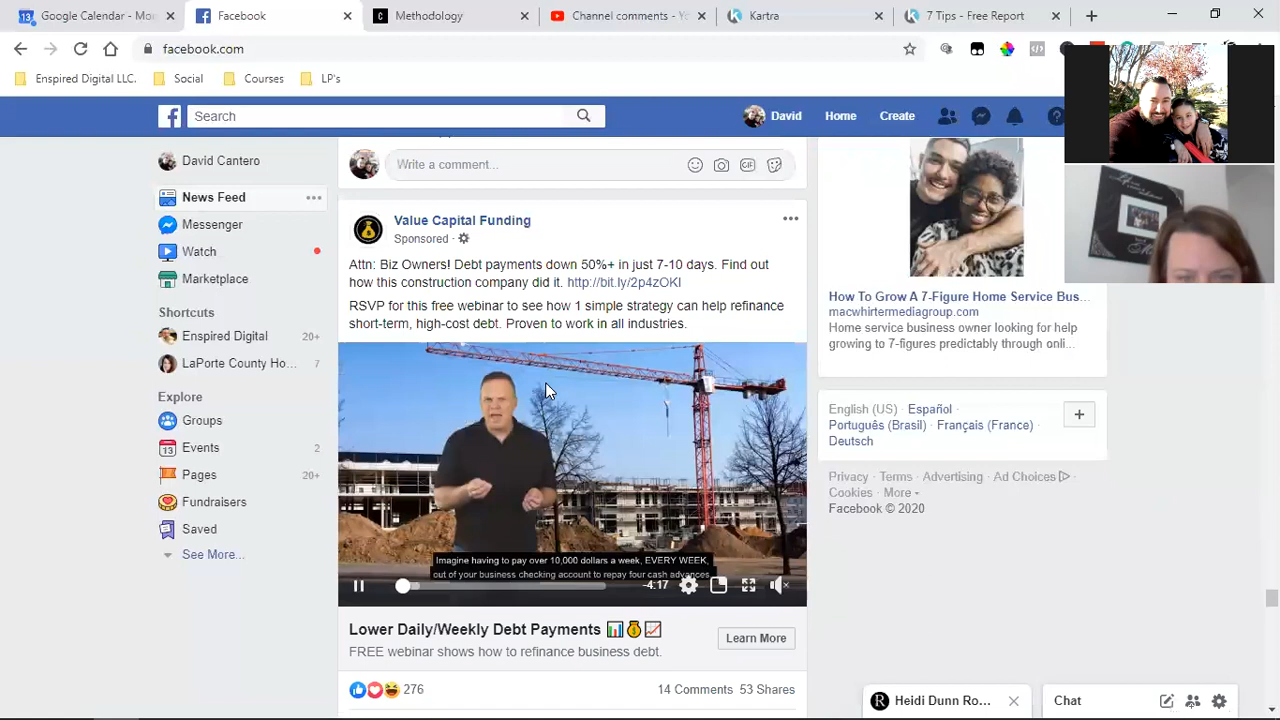 Google Calendar - Mo
Facebook
Methodology
Channel comments - Yo
Kartra
7 Tips - Free Report
facebook.com
Enspired Digital LLC.
Social
Courses
LP's
Search
David
Home
Create
David Cantero
News Feed
Messenger
Watch
Marketplace
Shortcuts
Enspired Digital 20+
LaPorte County Ho... 7
Explore
Groups
Events 2
Pages 20+
Fundraisers
Saved
See More...
Write a comment...
GIF
Value Capital Funding
Sponsored ·
Attn: Biz Owners! Debt payments down 50%+ in just 7-10 days. Find out
how this construction company did it. http://bit.ly/2p4zOKI
RSVP for this free webinar to see how 1 simple strategy can help refinance
short-term, high-cost debt. Proven to work in all industries.
Imagine having to pay over 10,000 dollars a week, EVERY WEEK,
out of your business checking account to repay four cash advances
-4:17
Lower Daily/Weekly Debt Payments
FREE webinar shows how to refinance business debt.
Learn More
276
14 Comments 53 Shares
How To Grow A 7-Figure Home Service Bus...
macwhirtermediagroup.com
Home service business owner looking for help
growing to 7-figures predictably through onli...
English (US) · Español ·
Português (Brasil) · Français (France) ·
Deutsch
Privacy · Terms · Advertising · Ad Choices ·
Cookies · More
Facebook © 2020
Heidi Dunn Ro...
Chat